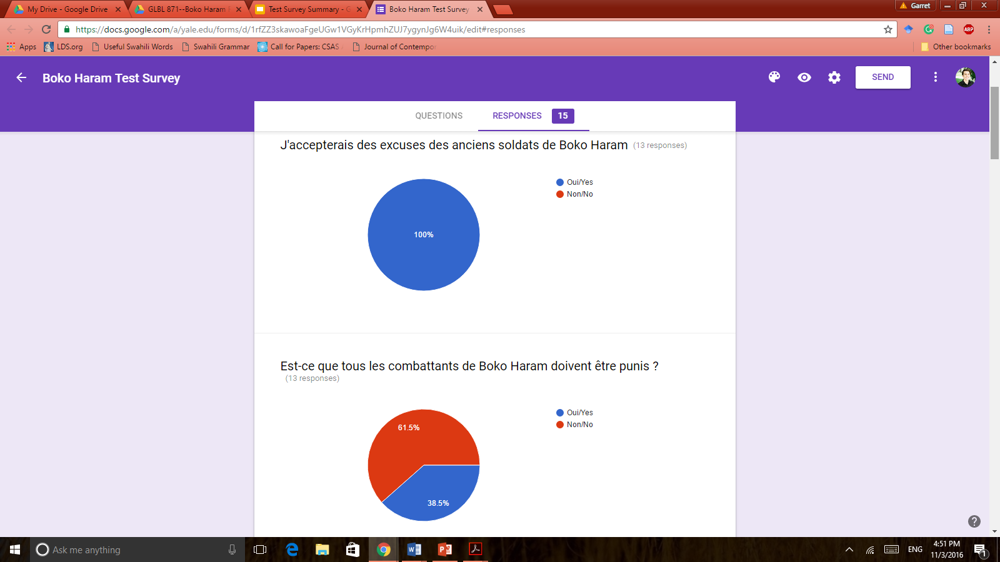 My Drive - Google Drive
GLBL 871--Boko Haram
Test Survey Summary - G
Boko Haram Test Survey
Garret
https://docs.google.com/a/yale.edu/forms/d/1rfZZ3skawoaFgeUGw1VGyKrHpmhZUJ7ygynJg6W4uik/edit#responses
ABP
Apps
LDS.org
Useful Swahili Words
Swahili Grammar
Call for Papers: CSAS
Journal of Contempo
Other bookmarks
Boko Haram Test Survey
SEND
QUESTIONS
RESPONSES 15
J'accepterais des excuses des anciens soldats de Boko Haram (13 responses)
Oui/Yes
Non/No
100%
Est-ce que tous les combattants de Boko Haram doivent être punis ?
(13 responses)
Oui/Yes
Non/No
61.5%
38.5%
Ask me anything
ENG
4:51 PM
11/3/2016
1